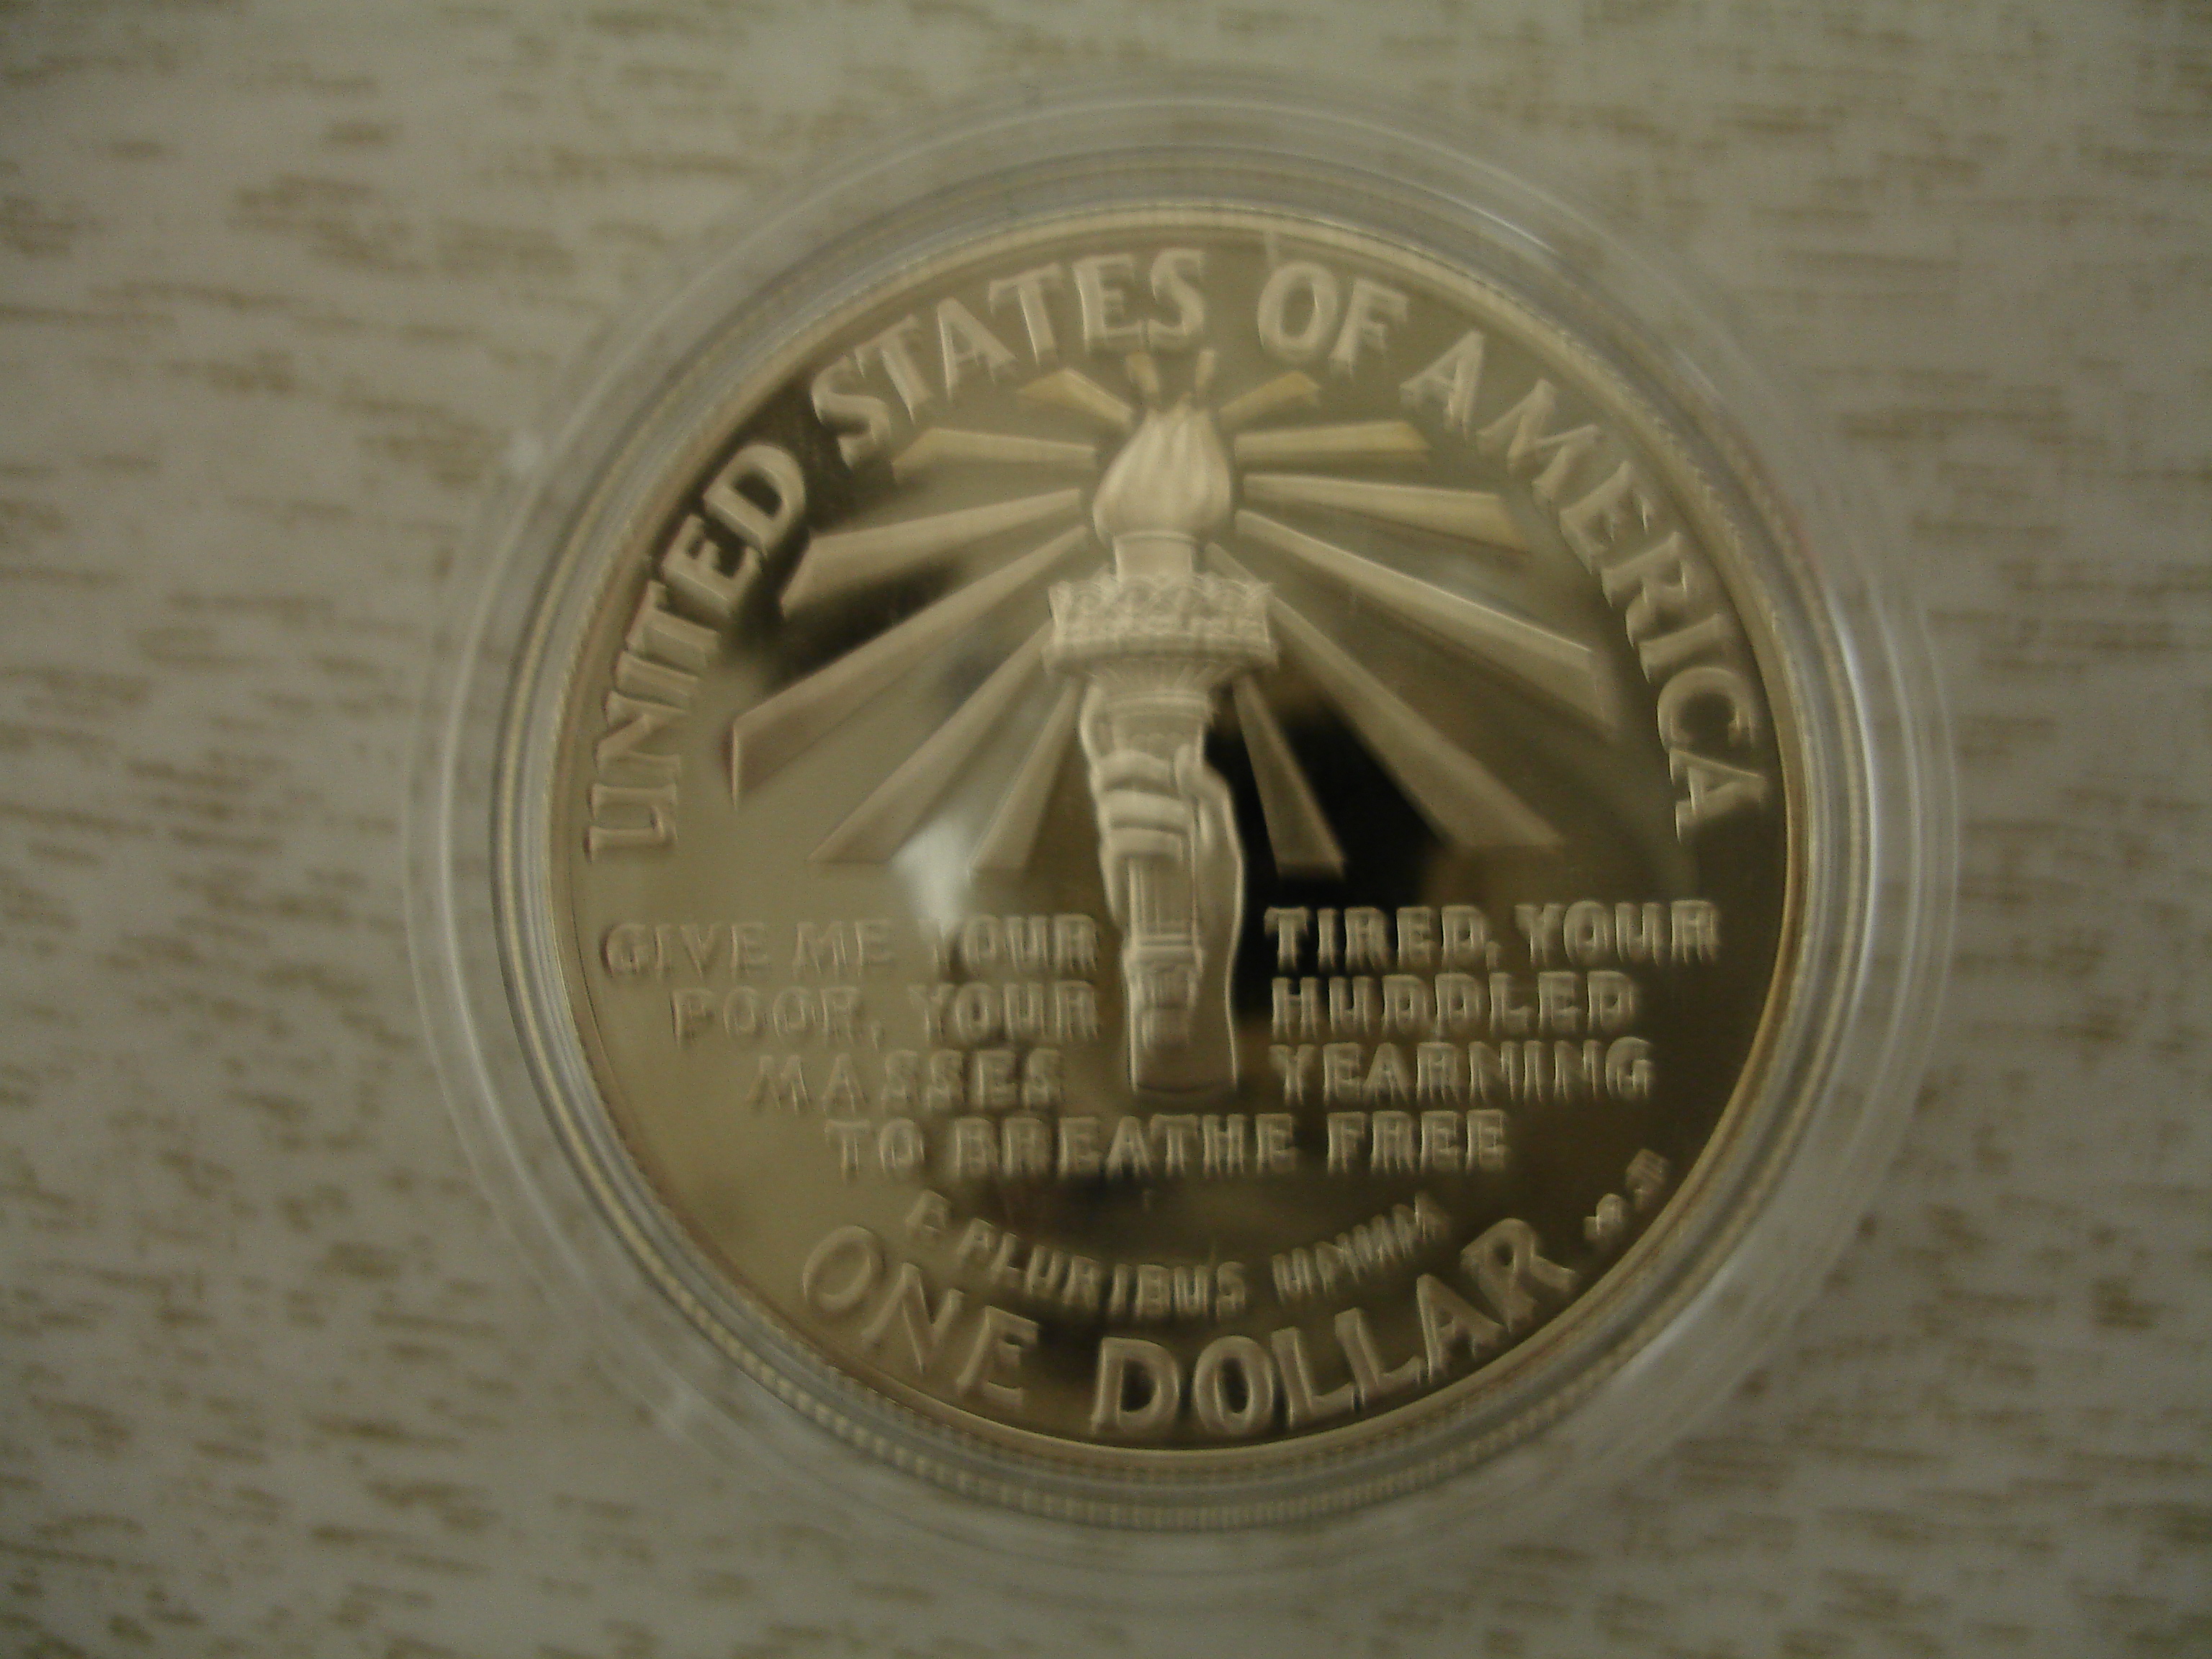 UNITED STATES OF AMERICA
GIVE ME YOUR TIRED, YOUR
POOR, YOUR HUDDLED
MASSES YEARNING
TO BREATHE FREE
E PLURIBUS UNUM
ONE DOLLAR